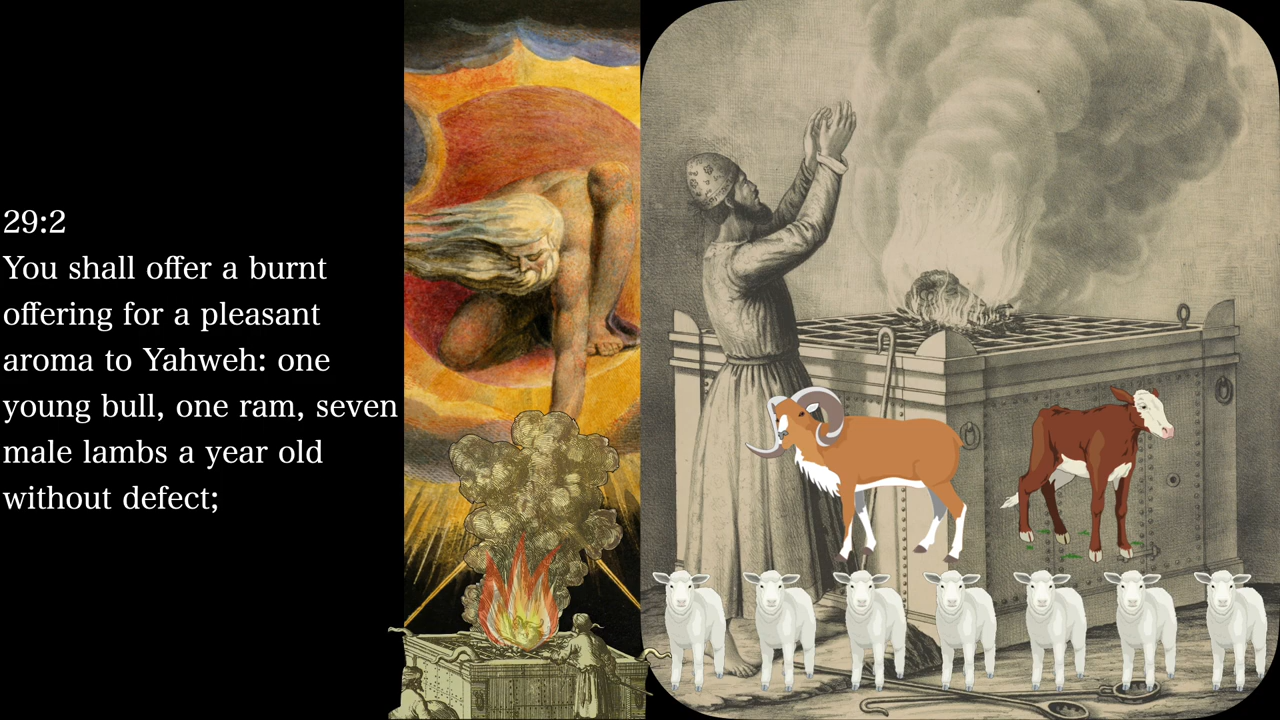 29:2
You shall offer a burnt
offering for a pleasant
aroma to Yahweh: one
young bull, one ram, seven
male lambs a year old
without defect;